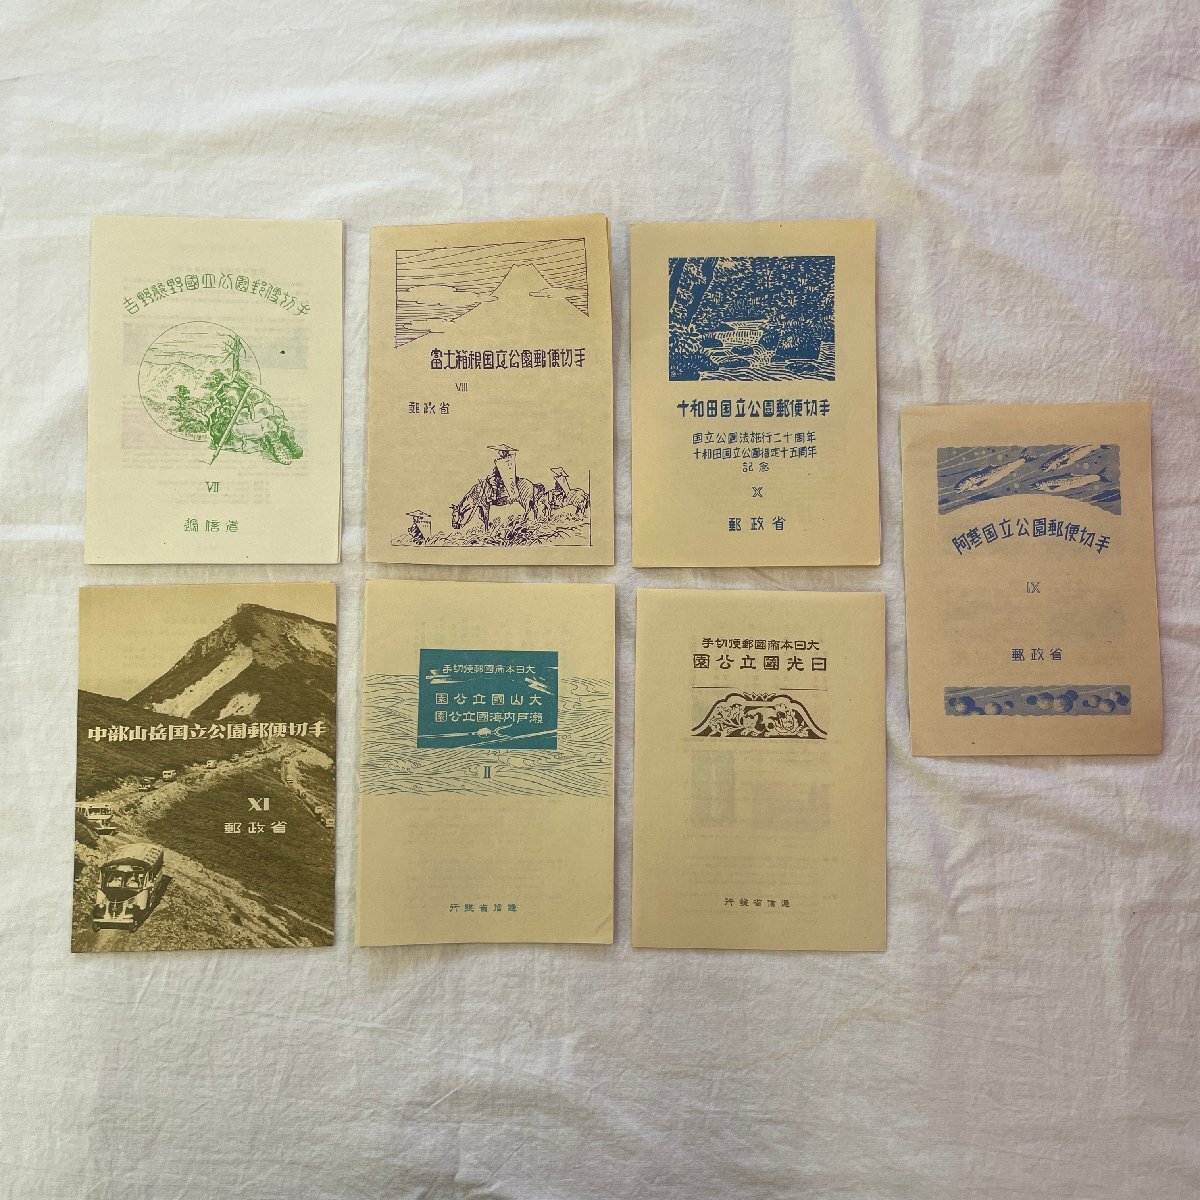 吉野熊野國立公園郵便切手
VII
遞信省
富士箱根国立公園郵便切手
VIII
郵政省
十和田国立公園郵便切手
国立公園法施行二十周年
十和田国立公園指定十五周年
記念
X
郵政省
阿寒国立公園郵便切手
IX
郵政省
中部山岳国立公園郵便切手
XI
郵政省
大日本帝國郵便切手
大山國立公園
瀬戸内海國立公園
II
遞信省發行
大日本帝國郵便切手
日光國立公園
遞信省發行